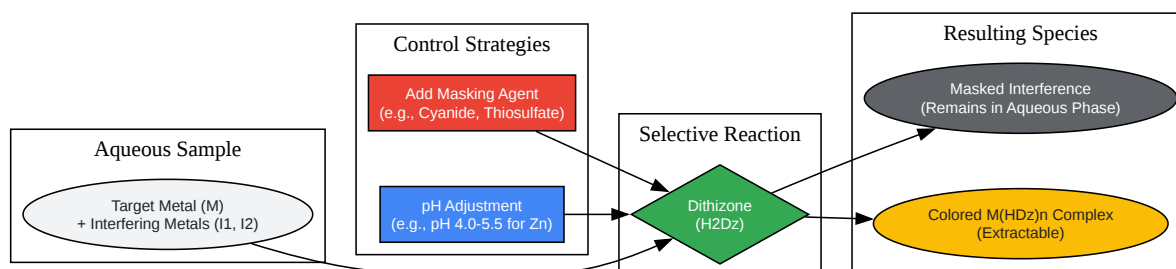 Aqueous Sample
Target Metal (M)
+ Interfering Metals (I1, I2)
Control Strategies
Add Masking Agent
(e.g., Cyanide, Thiosulfate)
pH Adjustment
(e.g., pH 4.0-5.5 for Zn)
Selective Reaction
Dithizone
(H2Dz)
Resulting Species
Masked Interference
(Remains in Aqueous Phase)
Colored M(HDz)n Complex
(Extractable)